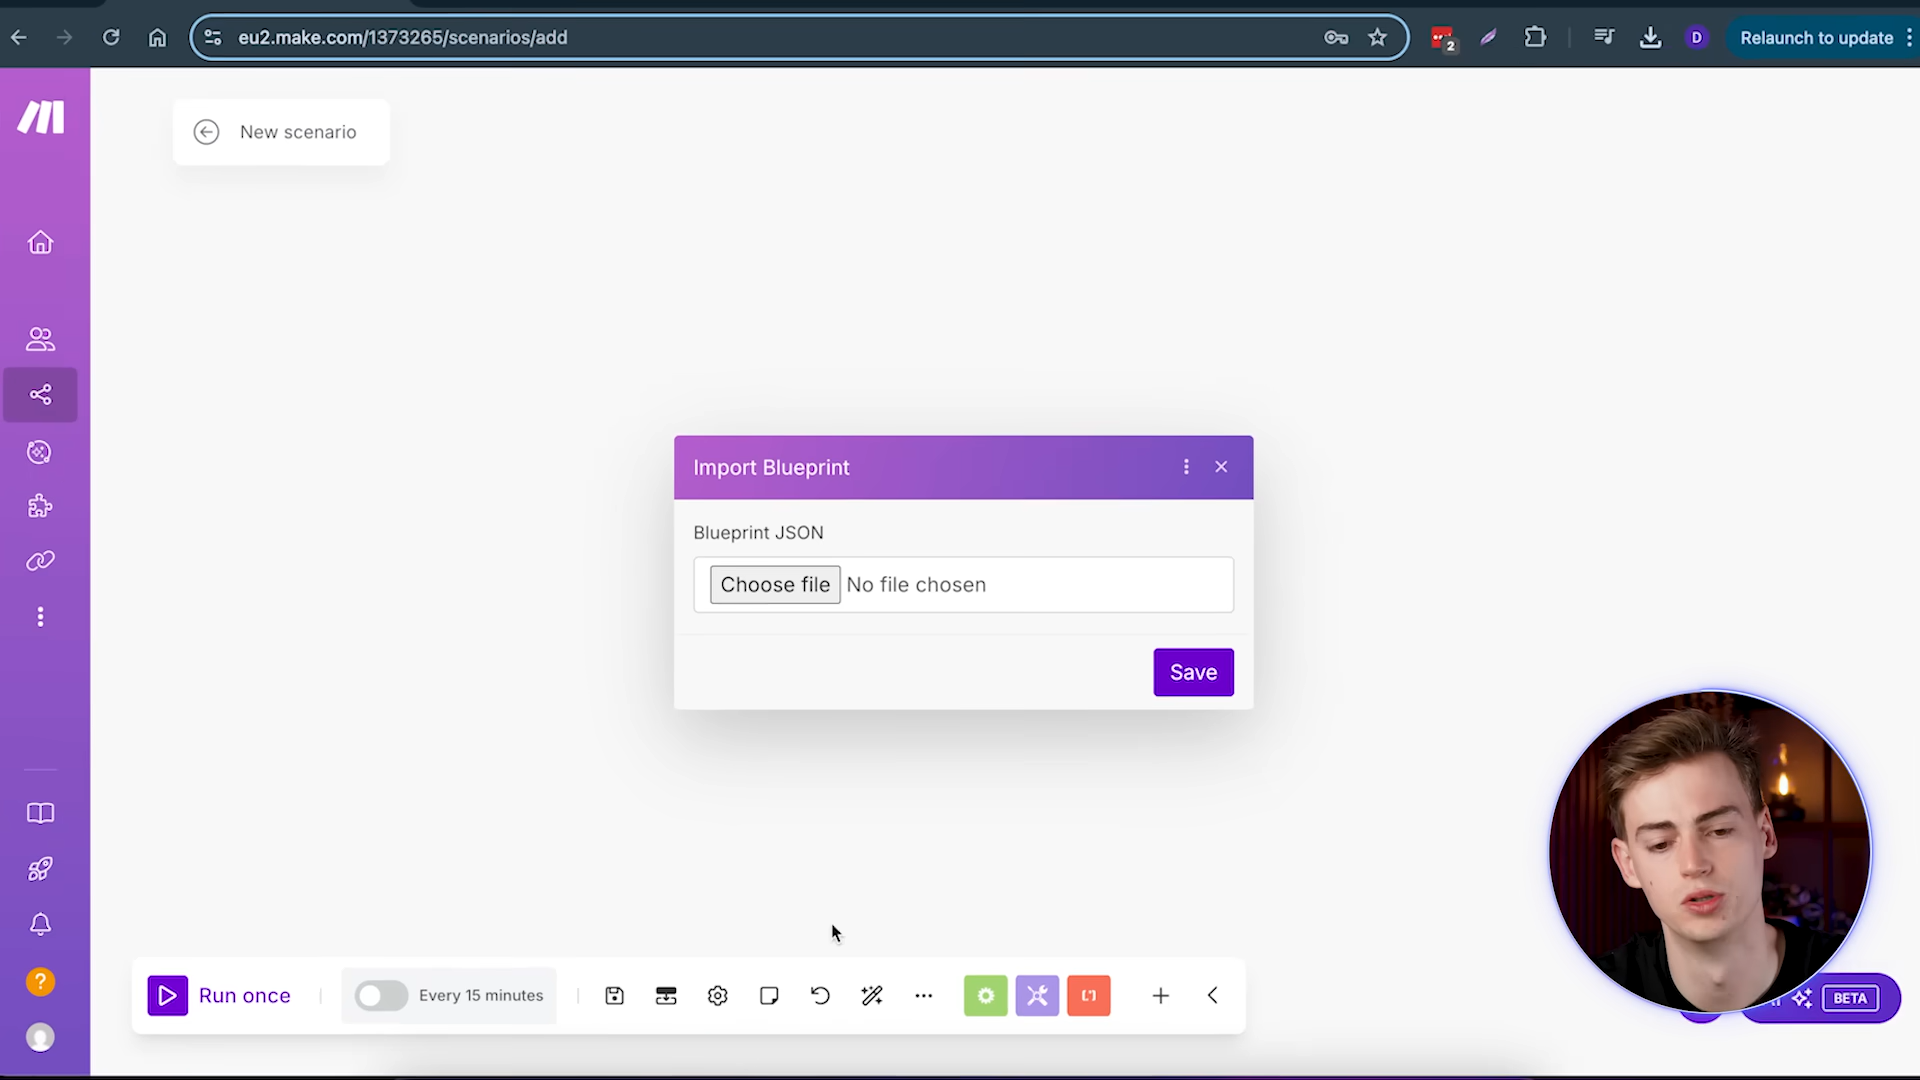 eu2.make.com/1373265/scenarios/add
2
D
Relaunch to update
New scenario
Import Blueprint
Blueprint JSON
Choose file No file chosen
Save
Run once
Every 15 minutes
?
BETA